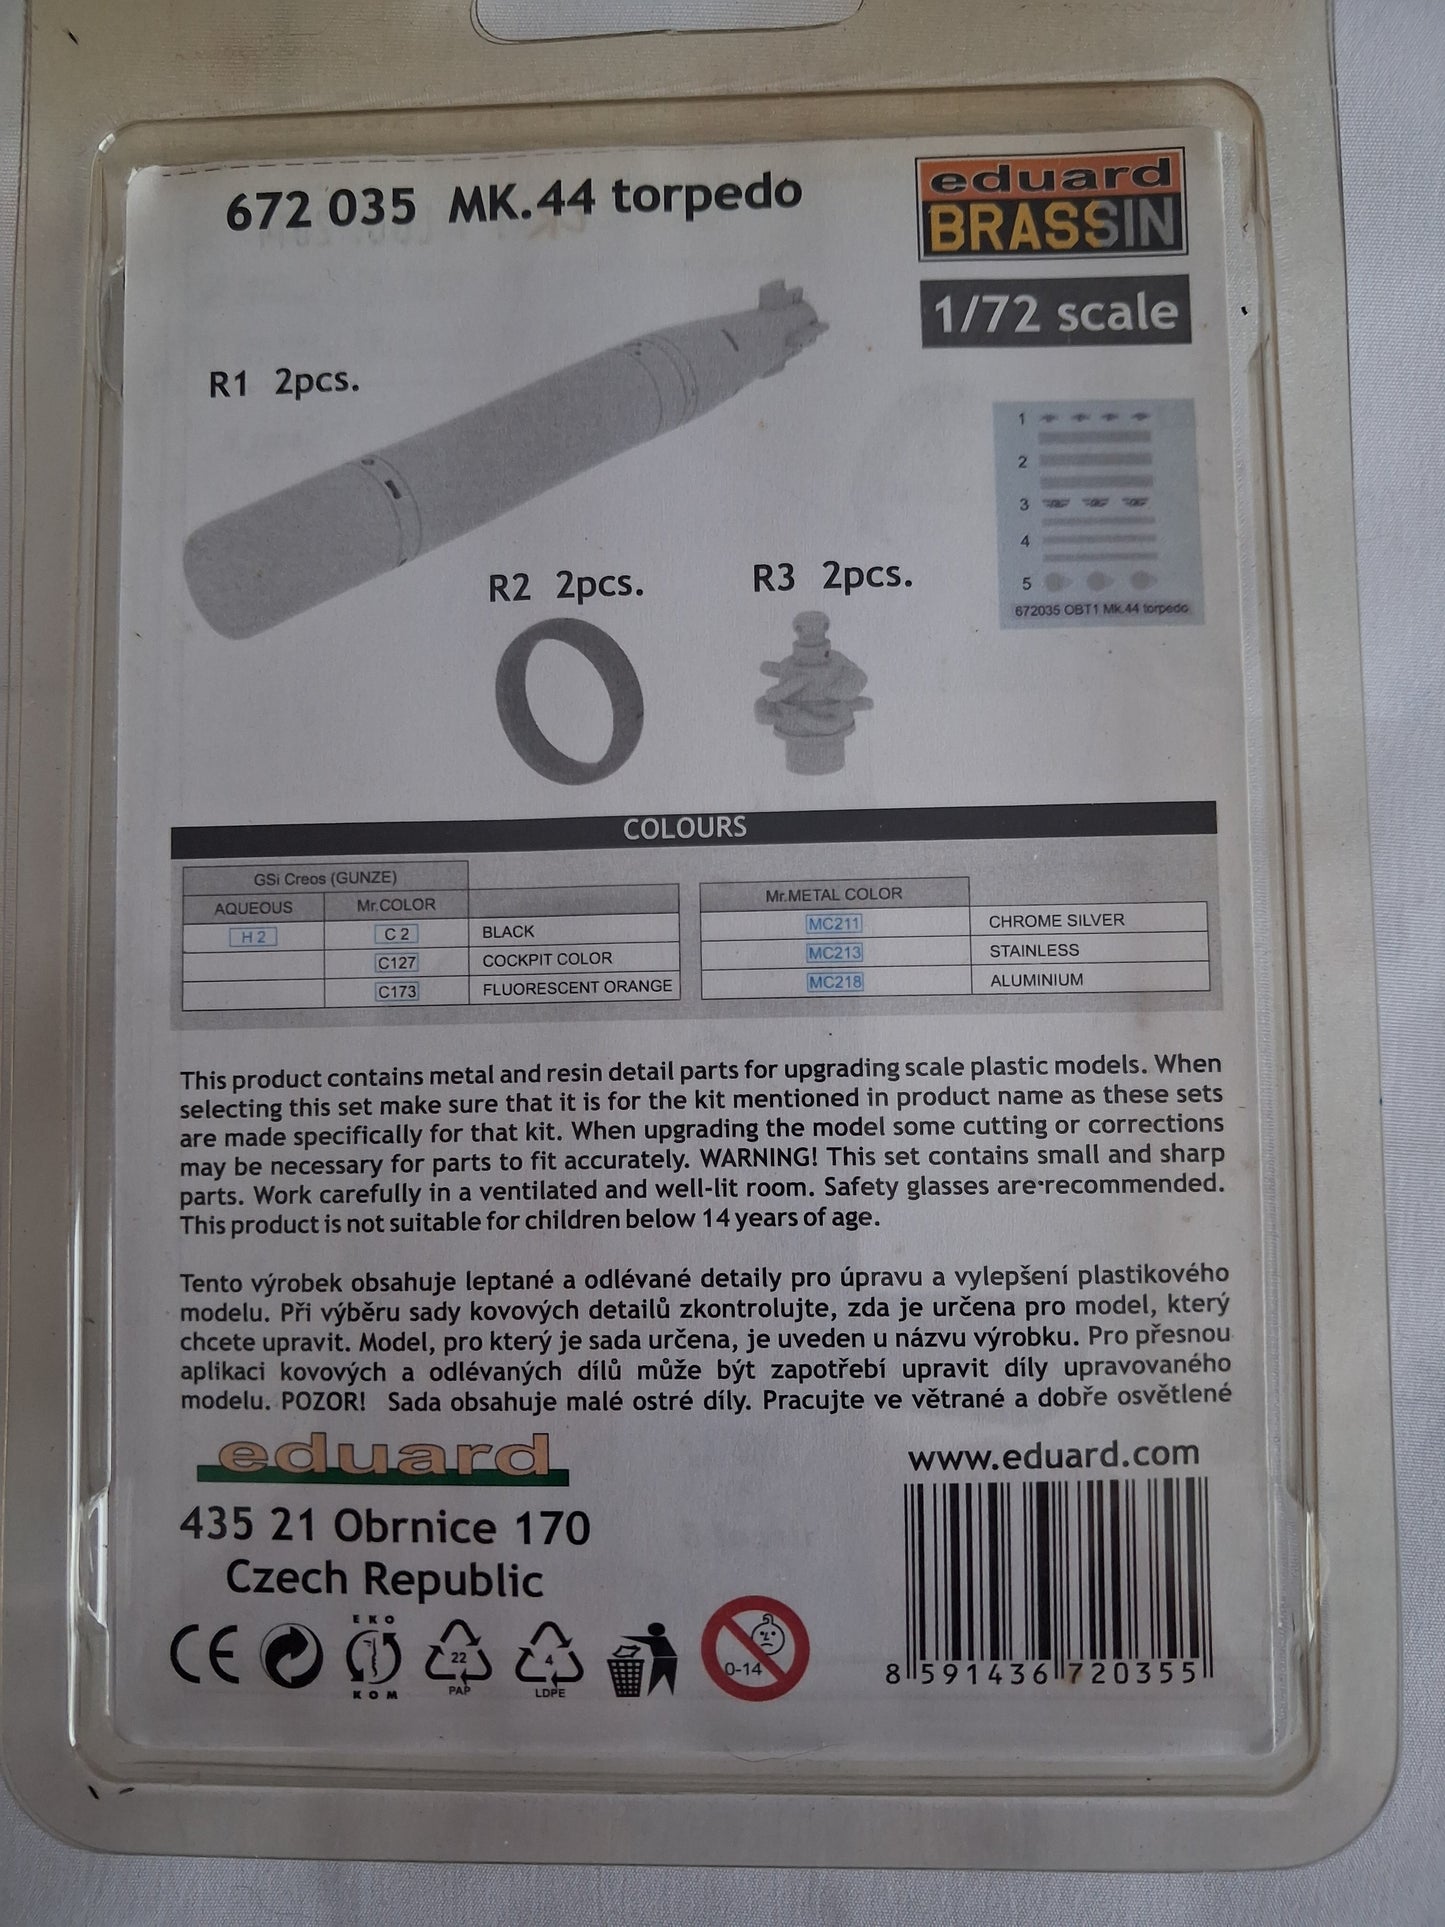 672 035 MK.44 torpedo
eduard
BRASSIN
1/72 scale
R1 2pcs.
R2 2pcs.
R3 2pcs.
1
2
3
4
5
672035 OBT1 Mk.44 torpedo
COLOURS
GSi Creos (GUNZE)
AQUEOUS Mr.COLOR
H 2 C 2 BLACK
C127 COCKPIT COLOR
C173 FLUORESCENT ORANGE
Mr.METAL COLOR
MC211 CHROME SILVER
MC213 STAINLESS
MC218 ALUMINIUM
This product contains metal and resin detail parts for upgrading scale plastic models. When
selecting this set make sure that it is for the kit mentioned in product name as these sets
are made specifically for that kit. When upgrading the model some cutting or corrections
may be necessary for parts to fit accurately. WARNING! This set contains small and sharp
parts. Work carefully in a ventilated and well-lit room. Safety glasses are recommended.
This product is not suitable for children below 14 years of age.
Tento výrobek obsahuje leptané a odlévané detaily pro úpravu a vylepšení plastikového
modelu. Při výběru sady kovových detailů zkontrolujte, zda je určena pro model, který
chcete upravit. Model, pro který je sada určena, je uveden u názvu výrobku. Pro přesnou
aplikaci kovových a odlévaných dílů může být zapotřebí upravit díly upravovaného
modelu. POZOR! Sada obsahuje malé ostré díly. Pracujte ve větrané a dobře osvětlené
eduard
435 21 Obrnice 170
Czech Republic
www.eduard.com
CE
EKO
KOM
22
PAP
4
LDPE
0-14
8 591436 720355